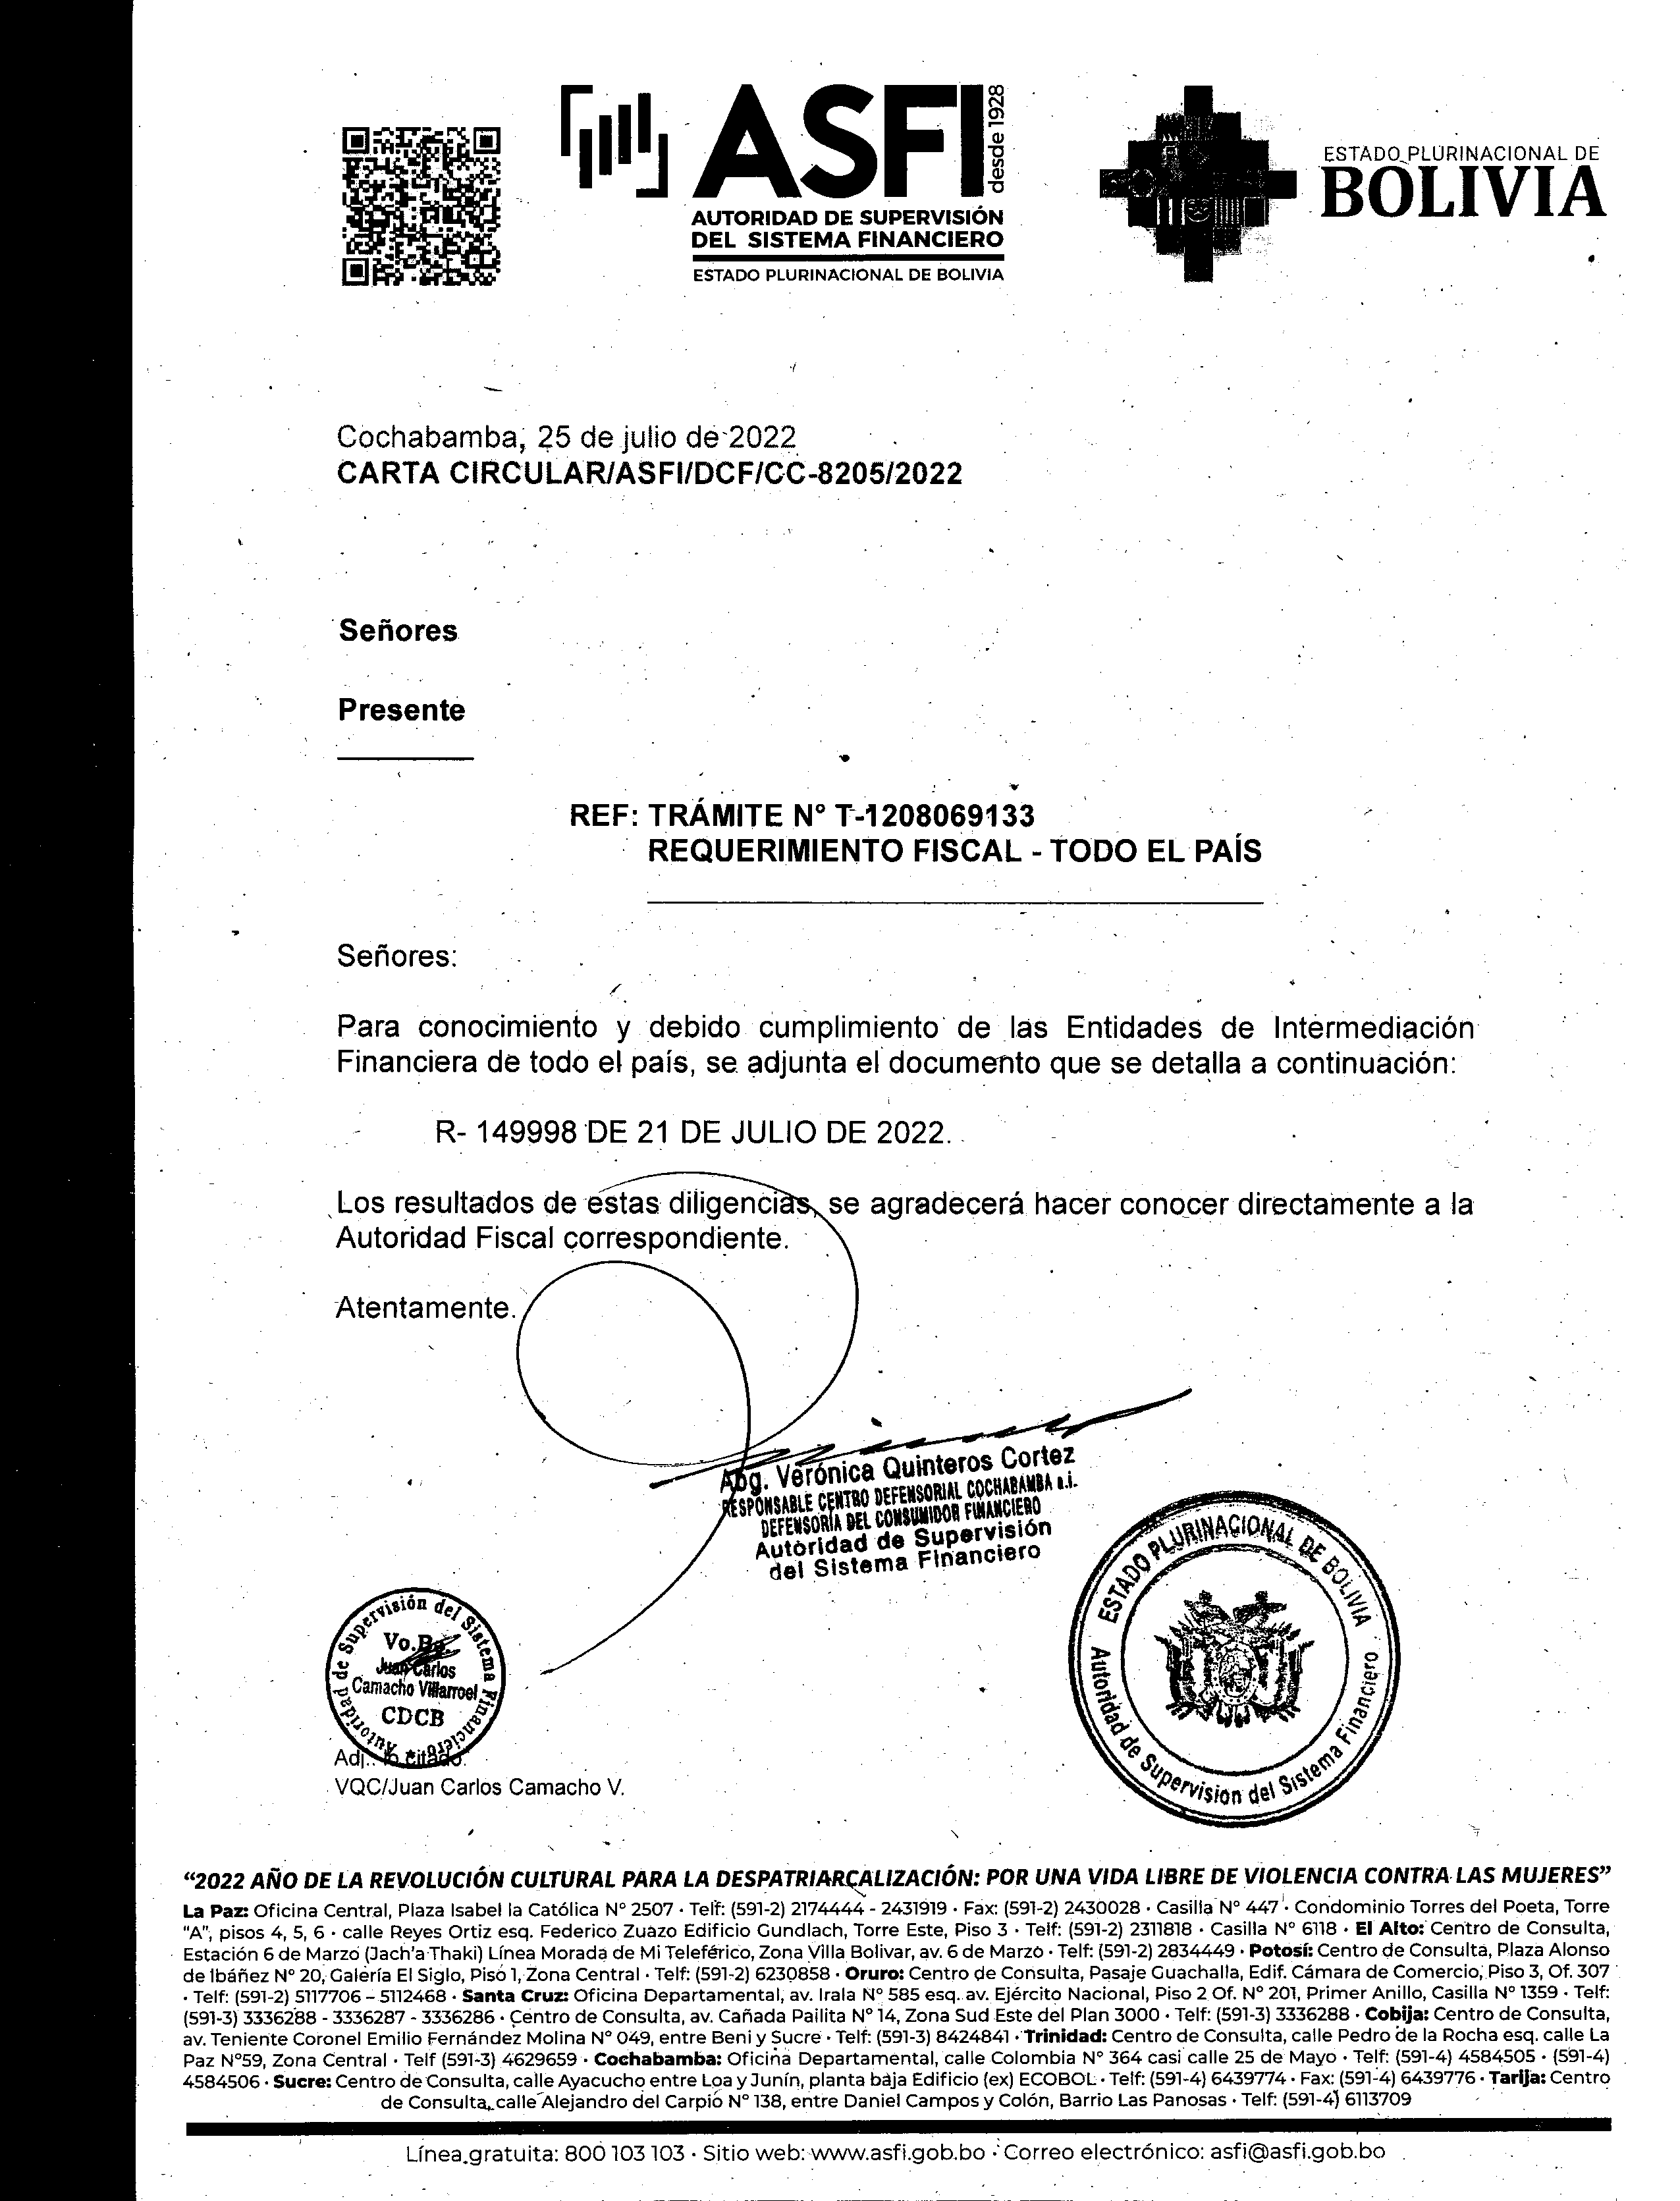 ASFI
desde 1928
AUTORIDAD DE SUPERVISIÓN
DEL SISTEMA FINANCIERO
ESTADO PLURINACIONAL DE BOLIVIA
ESTADO PLURINACIONAL DE
BOLIVIA
Cochabamba, 25 de julio de 2022
CARTA CIRCULAR/ASFI/DCF/CC-8205/2022
Señores
Presente
REF: TRÁMITE N° T-1208069133
REQUERIMIENTO FISCAL - TODO EL PAÍS
Señores:
Para conocimiento y debido cumplimiento de las Entidades de Intermediación
Financiera de todo el país, se adjunta el documento que se detalla a continuación:
R- 149998 DE 21 DE JULIO DE 2022.
Los resultados de estas diligencias, se agradecerá hacer conocer directamente a la
Autoridad Fiscal correspondiente.
Atentamente.
Abg. Verónica Quinteros Cortez
RESPONSABLE CENTRO DEFENSORIAL COCHABAMBA a.i.
DEFENSORÍA DEL CONSUMIDOR FINANCIERO
Autoridad de Supervisión
del Sistema Financiero
ESTADO PLURINACIONAL DE BOLIVIA
Autoridad de Supervision del Sistema Financiero
Autoridad de Supervisión del Sistema Financiero
Vo.Bo.
Juan Carlos
Camacho Villarroel
CDCB
Adj.: lo citado.
VQC/Juan Carlos Camacho V.
“2022 AÑO DE LA REVOLUCIÓN CULTURAL PARA LA DESPATRIARCALIZACIÓN: POR UNA VIDA LIBRE DE VIOLENCIA CONTRA LAS MUJERES”
La Paz: Oficina Central, Plaza Isabel la Católica N° 2507 · Telf: (591-2) 2174444 - 2431919 · Fax: (591-2) 2430028 · Casilla N° 447 · Condominio Torres del Poeta, Torre
"A", pisos 4, 5, 6 · calle Reyes Ortiz esq. Federico Zuazo Edificio Gundlach, Torre Este, Piso 3 · Telf: (591-2) 2311818 · Casilla N° 6118 · El Alto: Centro de Consulta,
Estación 6 de Marzo (Jach'a Thaki) Línea Morada de Mi Teleférico, Zona Villa Bolivar, av. 6 de Marzo · Telf: (591-2) 2834449 · Potosí: Centro de Consulta, Plaza Alonso
de Ibáñez N° 20, Galería El Siglo, Piso 1, Zona Central · Telf: (591-2) 6230858 · Oruro: Centro de Consulta, Pasaje Guachalla, Edif. Cámara de Comercio, Piso 3, Of. 307
· Telf: (591-2) 5117706 – 5112468 · Santa Cruz: Oficina Departamental, av. Irala N° 585 esq. av. Ejército Nacional, Piso 2 Of. N° 201, Primer Anillo, Casilla N° 1359 · Telf:
(591-3) 3336288 - 3336287 - 3336286 · Centro de Consulta, av. Cañada Pailita N° 14, Zona Sud Este del Plan 3000 · Telf: (591-3) 3336288 · Cobija: Centro de Consulta,
av. Teniente Coronel Emilio Fernández Molina N° 049, entre Beni y Sucre · Telf: (591-3) 8424841 · Trinidad: Centro de Consulta, calle Pedro de la Rocha esq. calle La
Paz N°59, Zona Central · Telf (591-3) 4629659 · Cochabamba: Oficina Departamental, calle Colombia N° 364 casi calle 25 de Mayo · Telf: (591-4) 4584505 · (591-4)
4584506 · Sucre: Centro de Consulta, calle Ayacucho entre Loa y Junín, planta baja Edificio (ex) ECOBOL · Telf: (591-4) 6439774 · Fax: (591-4) 6439776 · Tarija: Centro
de Consulta, calle Alejandro del Carpió N° 138, entre Daniel Campos y Colón, Barrio Las Panosas · Telf: (591-4) 6113709
Línea gratuita: 800 103 103 · Sitio web: www.asfi.gob.bo · Correo electrónico: asfi@asfi.gob.bo